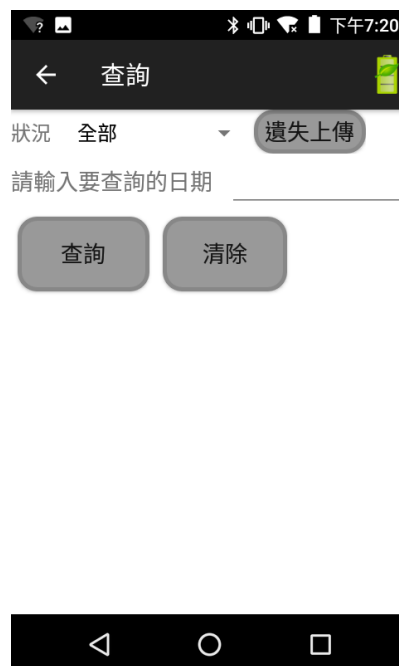 下午7:20
查詢
狀況 全部 遺失上傳
請輸入要查詢的日期
查詢 清除